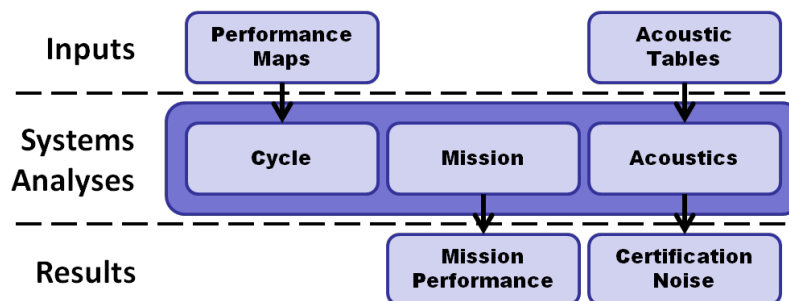 Inputs
Performance
Maps
Acoustic
Tables
Systems
Analyses
Cycle
Mission
Acoustics
Results
Mission
Performance
Certification
Noise